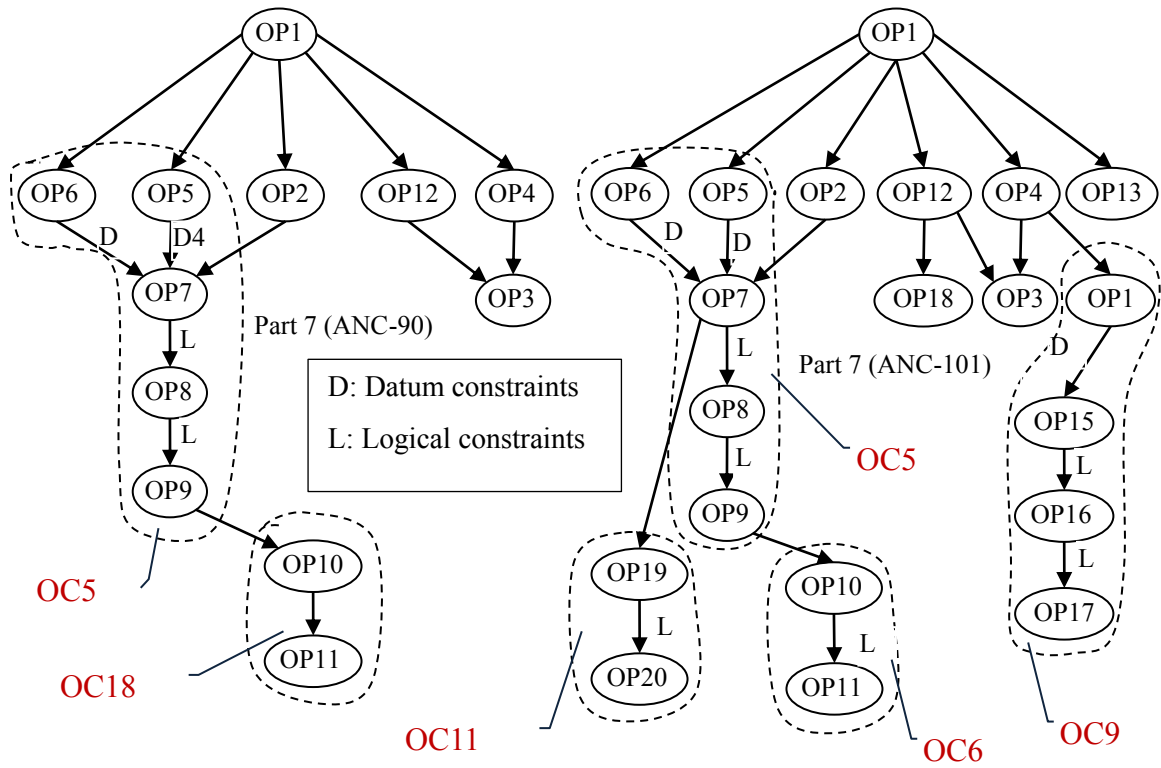 OP1
OP6
OP5
OP2
OP12
OP4
D
D4
OP7
OP3
L
OP8
L
OP9
OP10
OP11
Part 7 (ANC-90)
OC5
OC18
D: Datum constraints
L: Logical constraints
OP1
OP6
OP5
OP2
OP12
OP4
OP13
D
D
OP7
OP18
OP3
OP1
L
Part 7 (ANC-101)
D
OP8
OP15
L
L
OC5
OP9
OP16
L
OP19
OP10
OP17
L
L
OP20
OP11
OC11
OC6
OC9